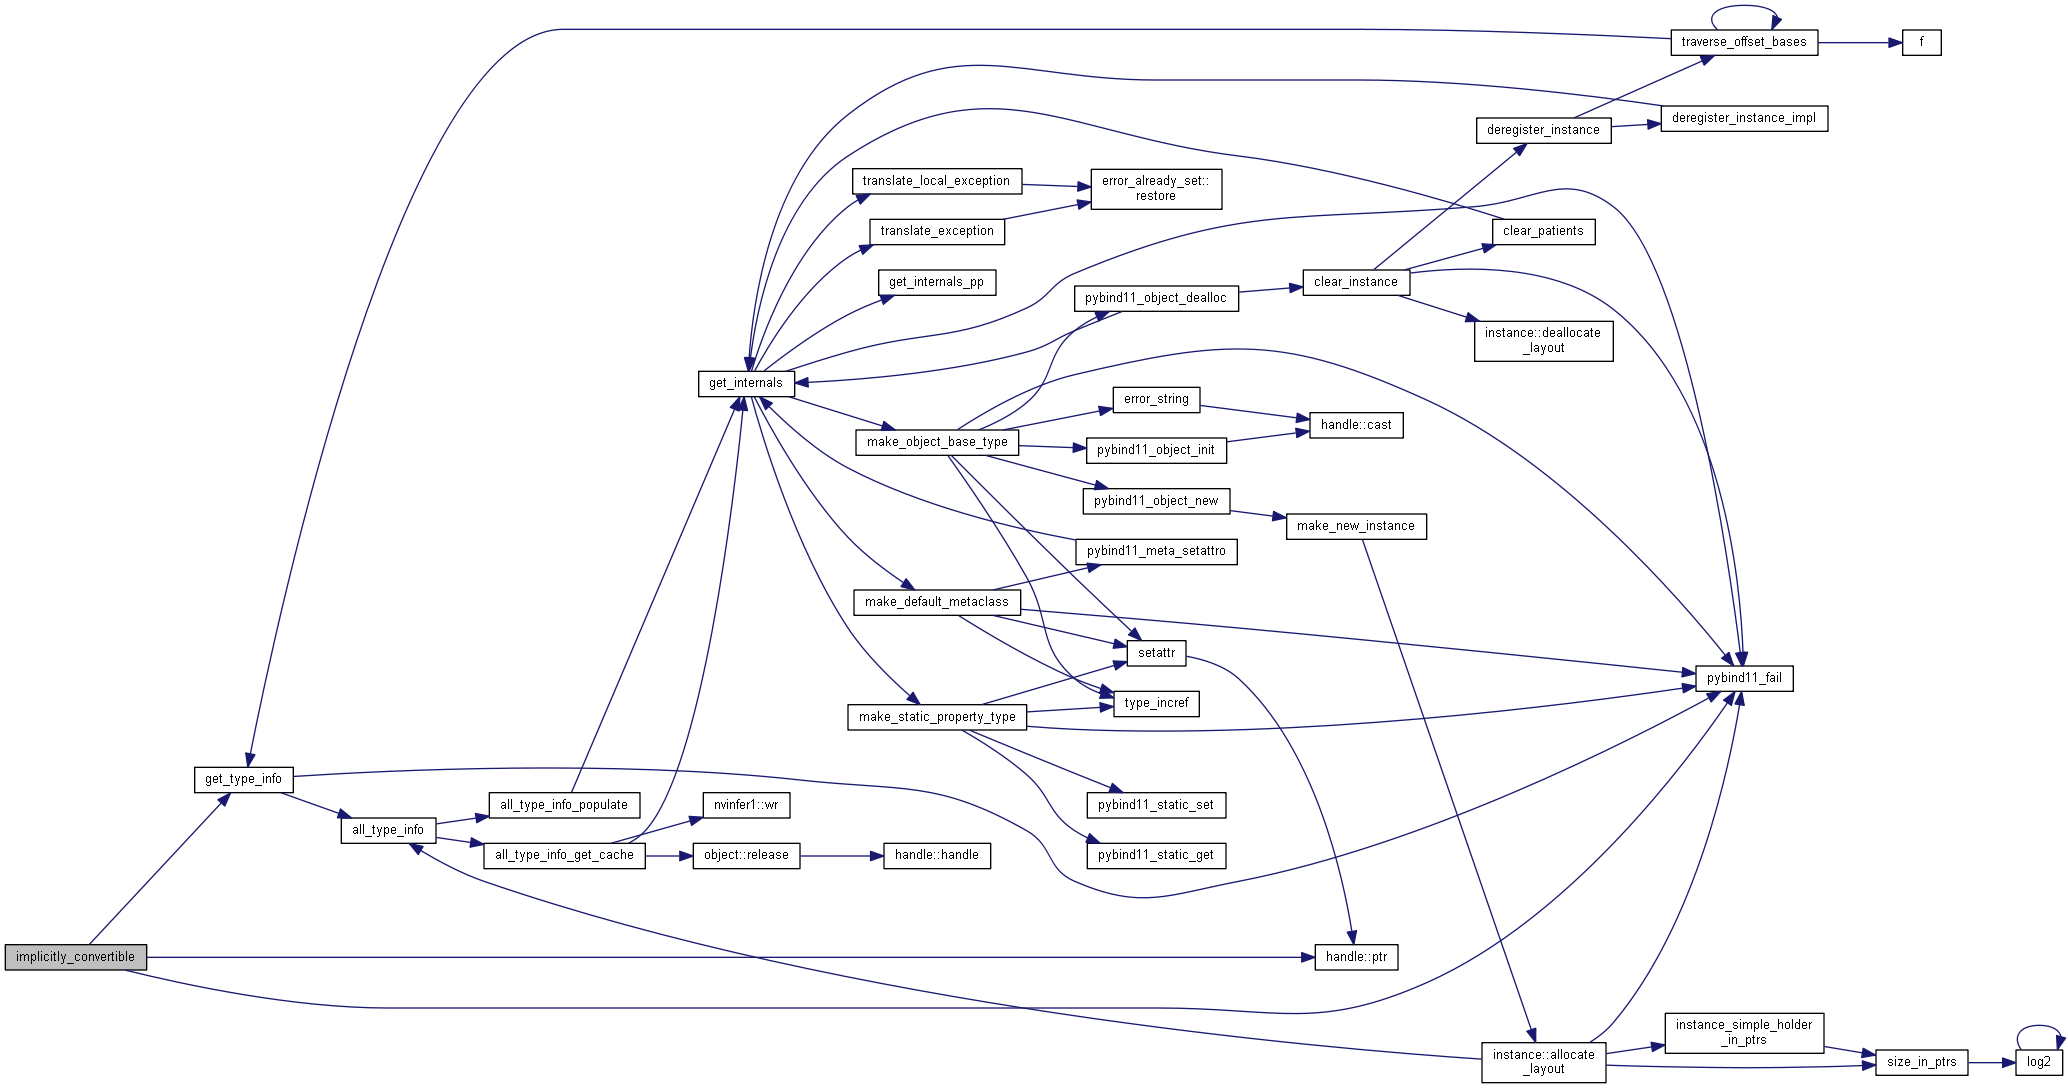 traverse_offset_bases
f
deregister_instance_impl
deregister_instance
translate_local_exception
error_already_set::
restore
translate_exception
clear_patients
get_internals_pp
clear_instance
pybind11_object_dealloc
instance::deallocate
_layout
get_internals
error_string
handle::cast
make_object_base_type
pybind11_object_init
pybind11_object_new
make_new_instance
pybind11_meta_setattro
make_default_metaclass
setattr
pybind11_fail
type_incref
make_static_property_type
get_type_info
all_type_info_populate
nvinfer1::wr
pybind11_static_set
all_type_info
all_type_info_get_cache
object::release
handle::handle
pybind11_static_get
implicitly_convertible
handle::ptr
instance_simple_holder
_in_ptrs
instance::allocate
_layout
size_in_ptrs
log2